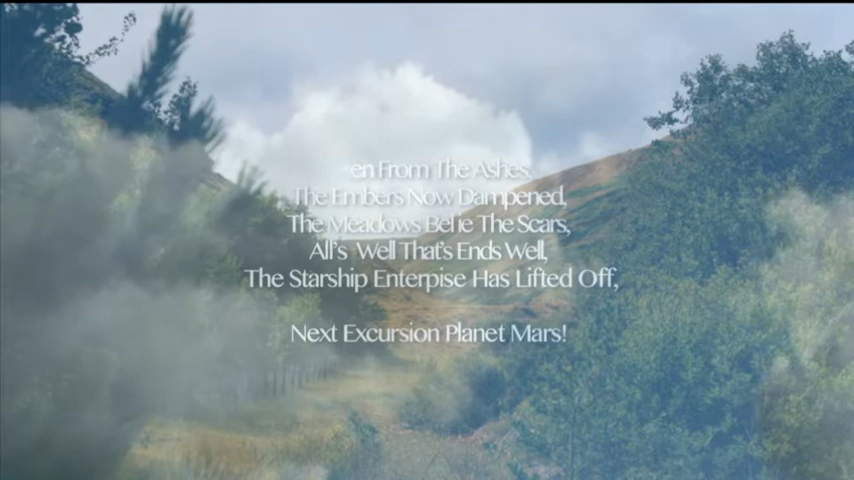 en From The Ashes,
The Embers Now Dampened,
The Meadows Belie The Scars,
All's Well That's Ends Well,
The Starship Enterpise Has Lifted Off,
Next Excursion Planet Mars!